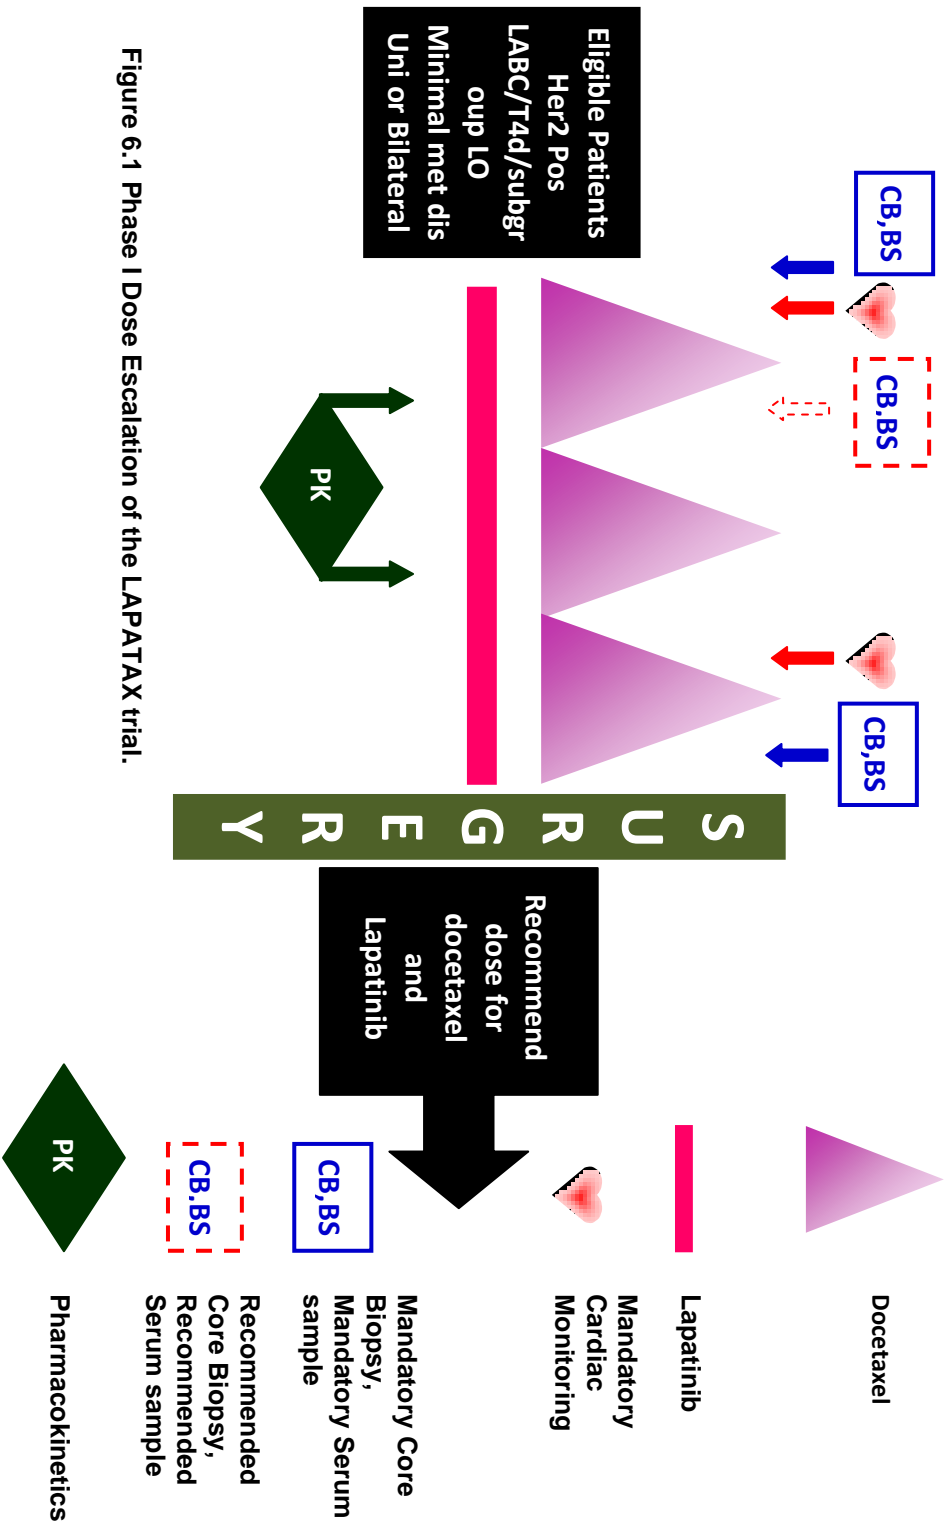 CB,BS
CB.BS
CB,BS
Eligible Patients
Her2 Pos
LABC/T4d/subgr
oup LO
Minimal met dis
Uni or Bilateral
PK
S
U
R
G
E
R
Y
Recommend
dose for
docetaxel
and
Lapatinib
Docetaxel
Lapatinib
Mandatory
Cardiac
Monitoring
CB,BS
Mandatory Core
Biopsy,
Mandatory Serum
sample
CB.BS
Recommended
Core Biopsy,
Recommended
Serum sample
PK
Pharmacokinetics
Figure 6.1 Phase I Dose Escalation of the LAPATAX trial.